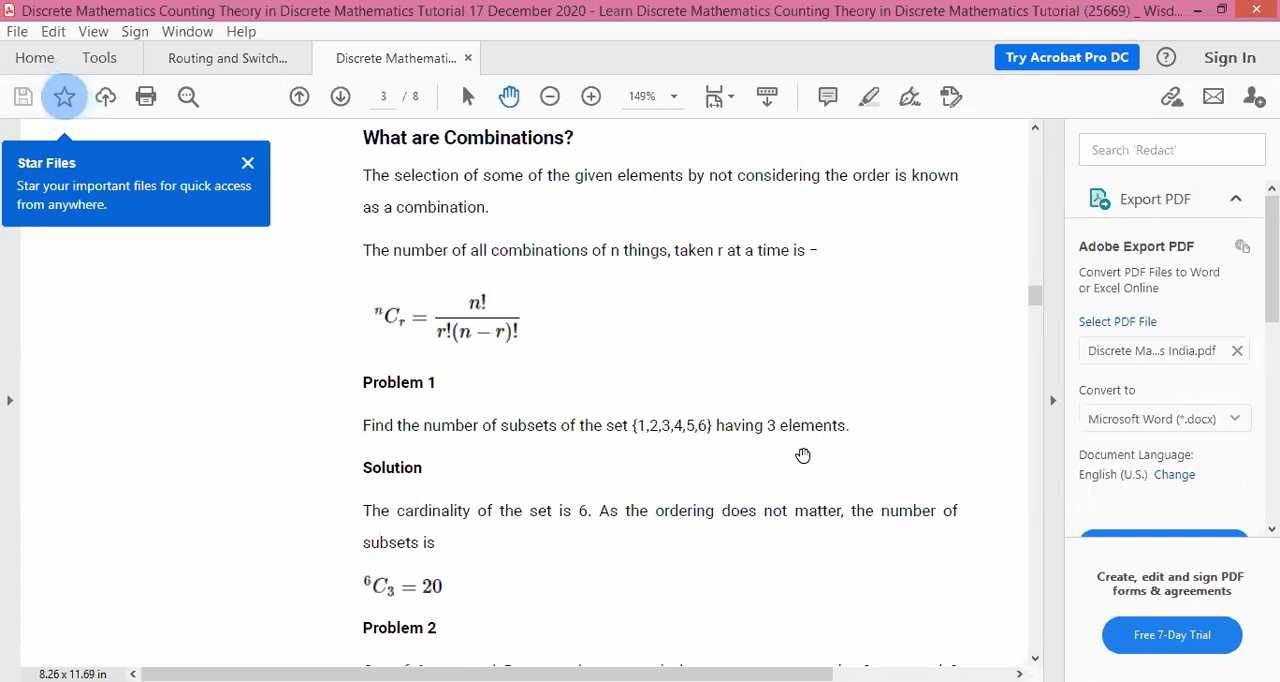 Discrete Mathematics Counting Theory in Discrete Mathematics Tutorial 17 December 2020 - Learn Discrete Mathematics Counting Theory in Discrete Mathematics Tutorial (25669) _ Wisd...
File Edit View Sign Window Help
Home Tools Routing and Switch... Discrete Mathemati... Try Acrobat Pro DC Sign In
3 / 8 149%
Star Files
Star your important files for quick access
from anywhere.
What are Combinations?
The selection of some of the given elements by not considering the order is known
as a combination.
The number of all combinations of n things, taken r at a time is −
ⁿCᵣ = n! / r!(n − r)!
Problem 1
Find the number of subsets of the set {1,2,3,4,5,6} having 3 elements.
Solution
The cardinality of the set is 6. As the ordering does not matter, the number of
subsets is
⁶C₃ = 20
Problem 2
8.26 x 11.69 in
Search 'Redact'
Export PDF
Adobe Export PDF
Convert PDF Files to Word
or Excel Online
Select PDF File
Discrete Ma...s India.pdf
Convert to
Microsoft Word (*.docx)
Document Language:
English (U.S.) Change
Create, edit and sign PDF
forms & agreements
Free 7-Day Trial